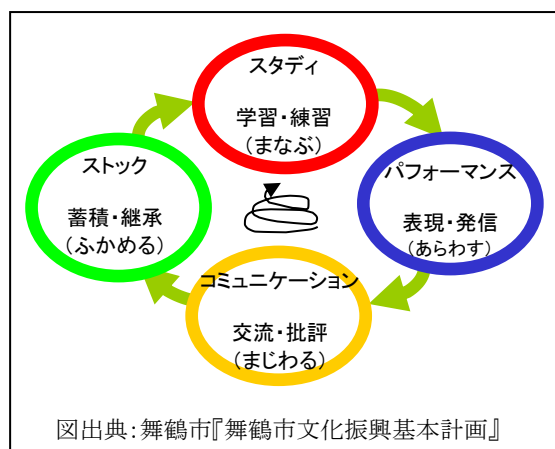 スタディ
学習・練習
(まなぶ)
パフォーマンス
表現・発信
(あらわす)
コミュニケーション
交流・批評
(まじわる)
ストック
蓄積・継承
(ふかめる)
図出典:舞鶴市『舞鶴市文化振興基本計画』